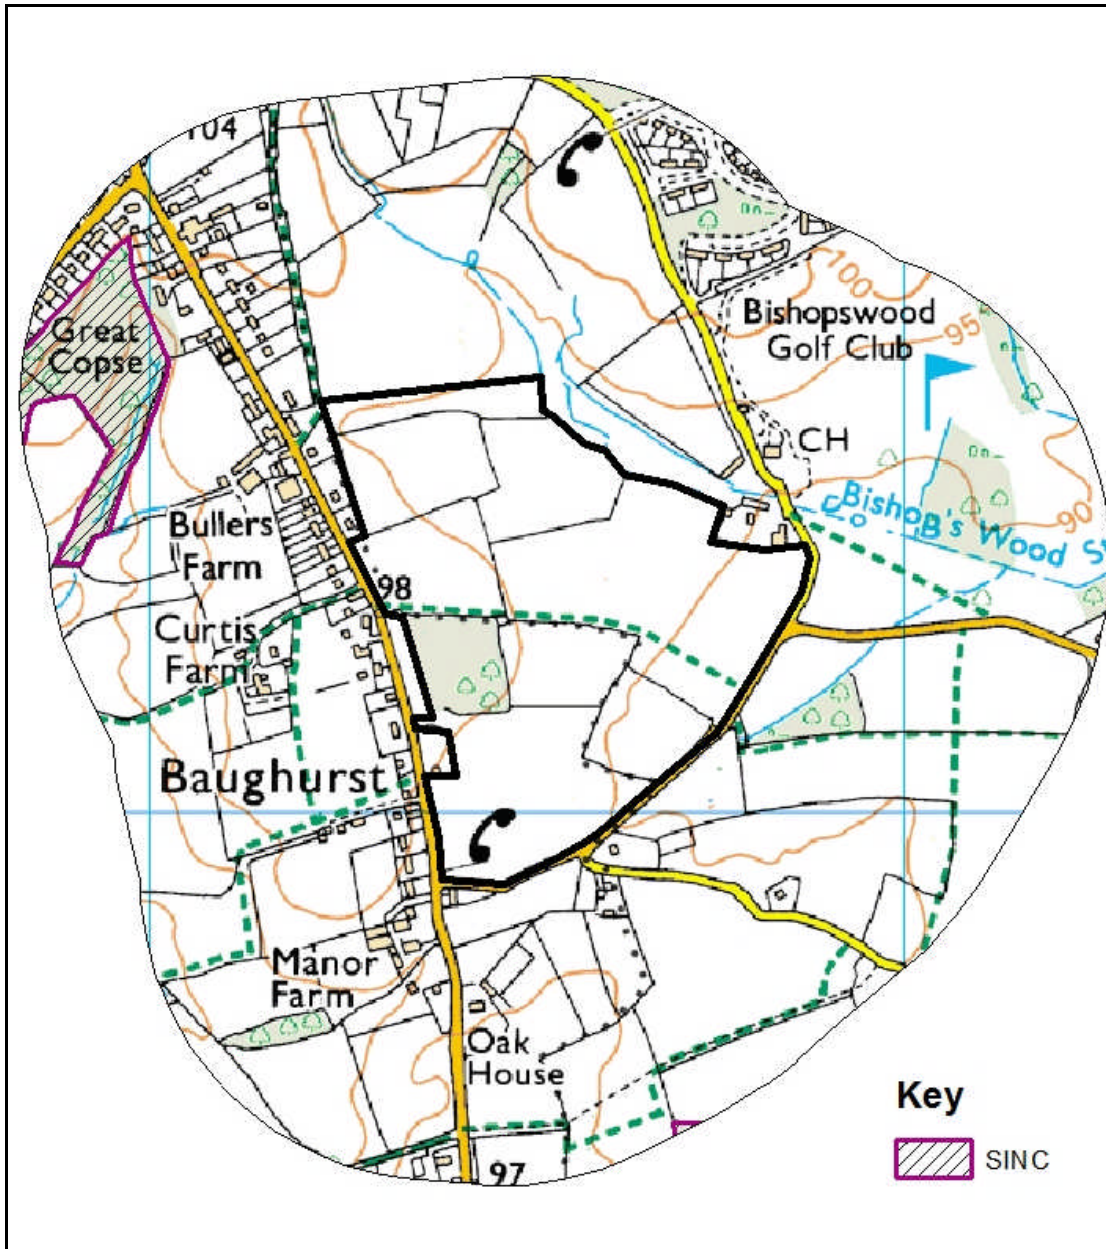 104
Great
Copse
100
Bishopswood
Golf Club
95
CH
Bullers
Farm
98
90
Bishop's Wood
Curtis
Farm
Baughurst
Manor
Farm
Oak
House
97
Key
SINC